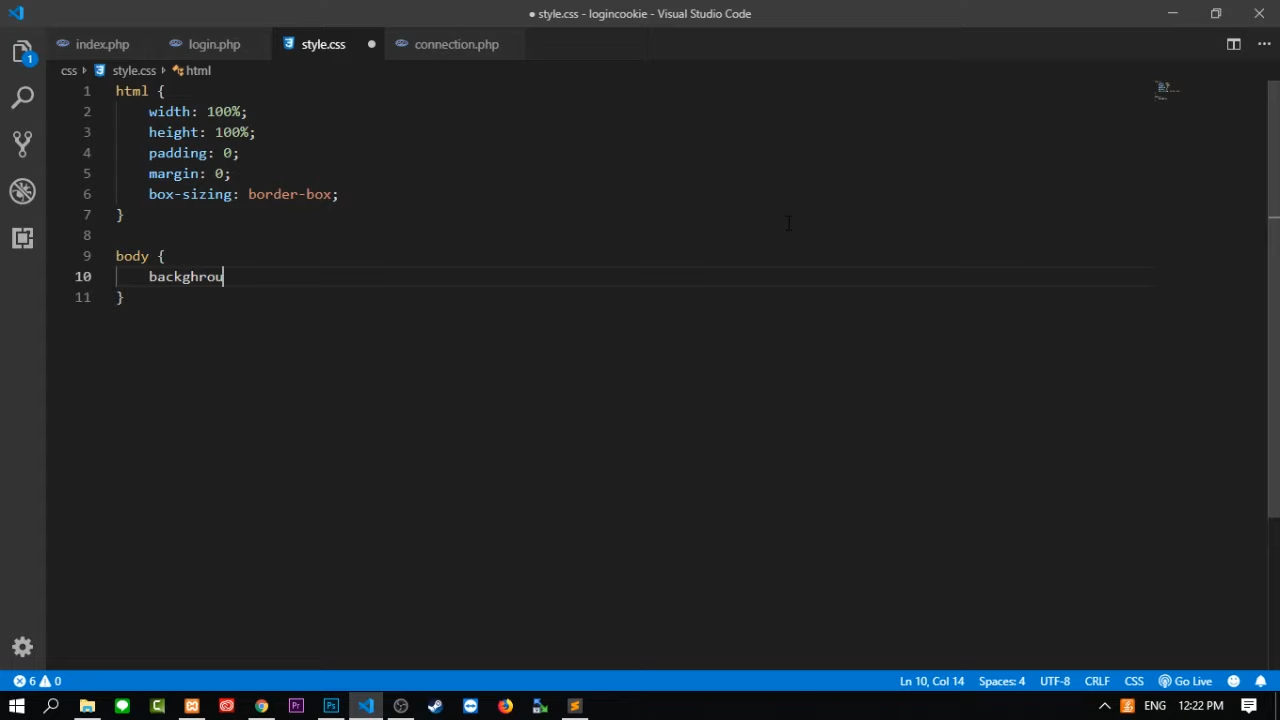 ● style.css - logincookie - Visual Studio Code
index.php
login.php
style.css ●
connection.php
css style.css html
1 html {
2 width: 100%;
3 height: 100%;
4 padding: 0;
5 margin: 0;
6 box-sizing: border-box;
7 }
8
9 body {
10 backghrou
11 }
1
6 0 Ln 10, Col 14 Spaces: 4 UTF-8 CRLF CSS Go Live
Pr Ps ENG 12:22 PM